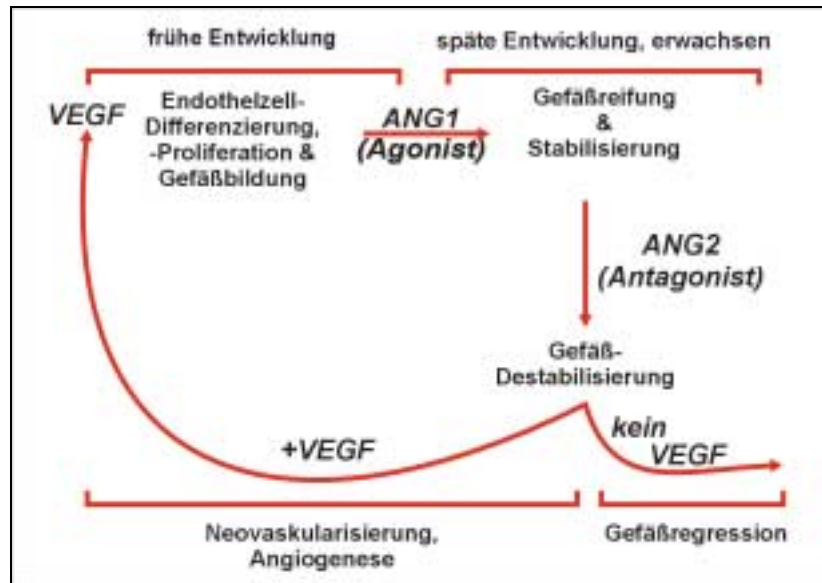 frühe Entwicklung
späte Entwicklung, erwachsen
VEGF
Endothelzell-
Differenzierung,
-Proliferation &
Gefäßbildung
ANG1
(Agonist)
Gefäßreifung
&
Stabilisierung
ANG2
(Antagonist)
Gefäß-
Destabilisierung
+VEGF
kein
VEGF
Neovaskularisierung,
Angiogenese
Gefäßregression